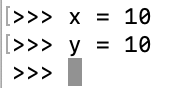 [>>> x = 10
[>>> y = 10
>>>